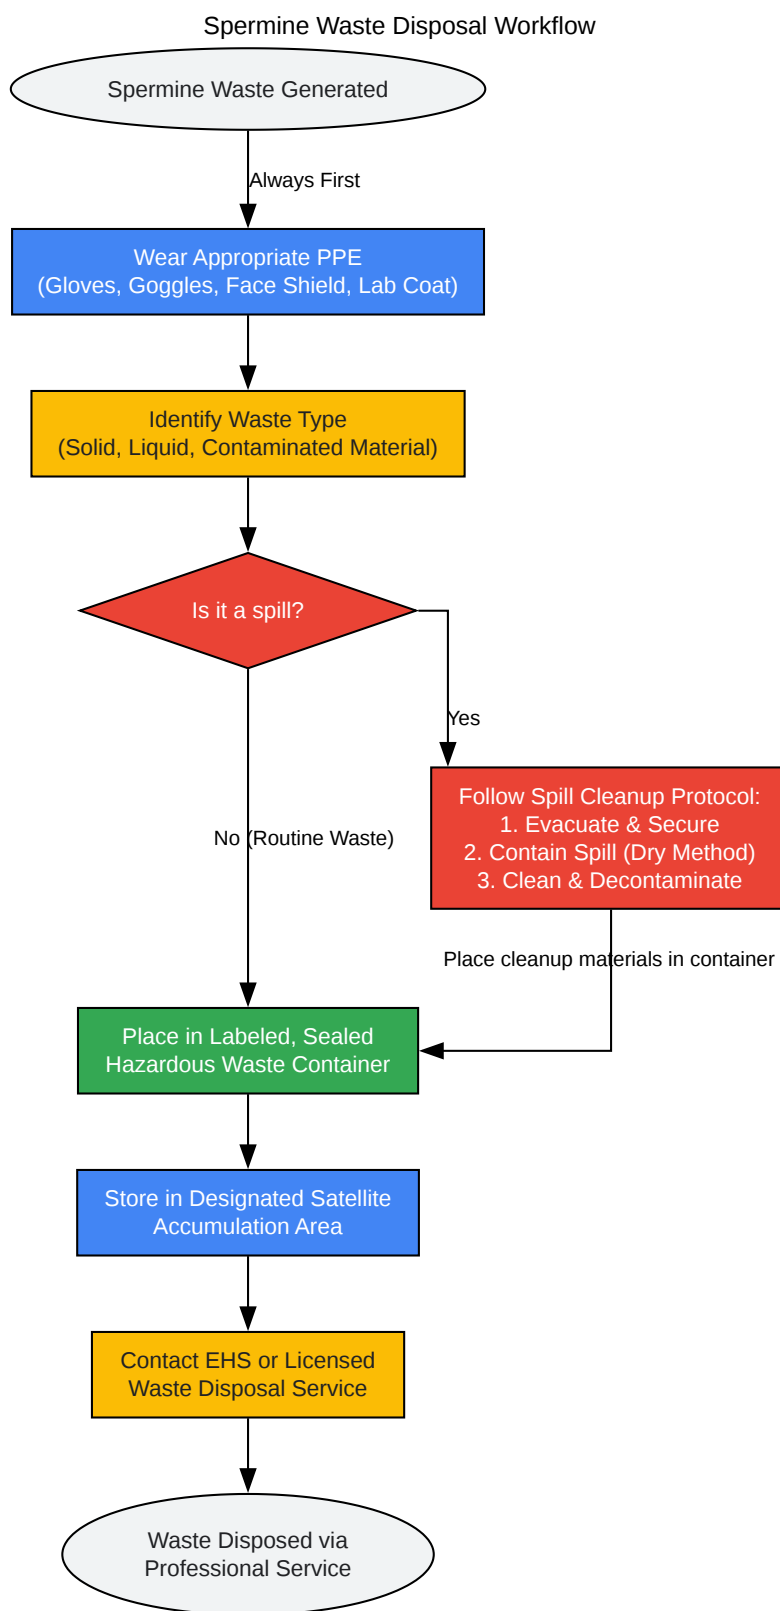 Spermine Waste Disposal Workflow
Spermine Waste Generated
Always First
Wear Appropriate PPE
(Gloves, Goggles, Face Shield, Lab Coat)
Identify Waste Type
(Solid, Liquid, Contaminated Material)
Is it a spill?
Yes
Follow Spill Cleanup Protocol:
1. Evacuate & Secure
2. Contain Spill (Dry Method)
3. Clean & Decontaminate
No (Routine Waste)
Place cleanup materials in container
Place in Labeled, Sealed
Hazardous Waste Container
Store in Designated Satellite
Accumulation Area
Contact EHS or Licensed
Waste Disposal Service
Waste Disposed via
Professional Service